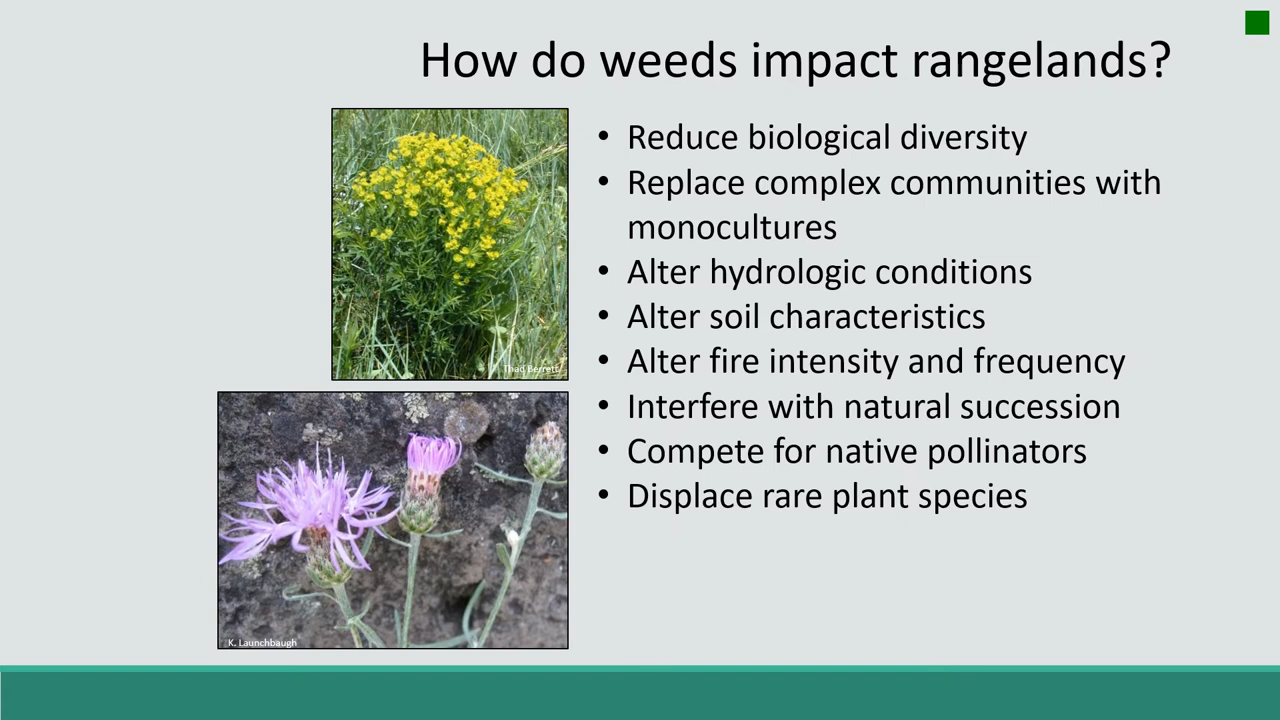 How do weeds impact rangelands?
• Reduce biological diversity
• Replace complex communities with
monocultures
• Alter hydrologic conditions
• Alter soil characteristics
• Alter fire intensity and frequency
• Interfere with natural succession
• Compete for native pollinators
• Displace rare plant species
Thad Berrett
K. Launchbaugh